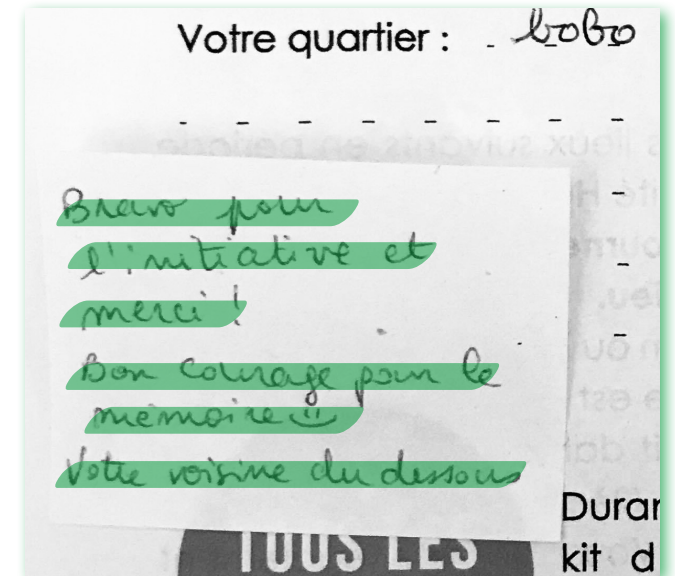 Votre quartier : bobo
Bravo pour
l'initiative et
merci !
Bon courage pour le
mémoire
Votre voisine du dessous
Duran
TOUS LES
kit d